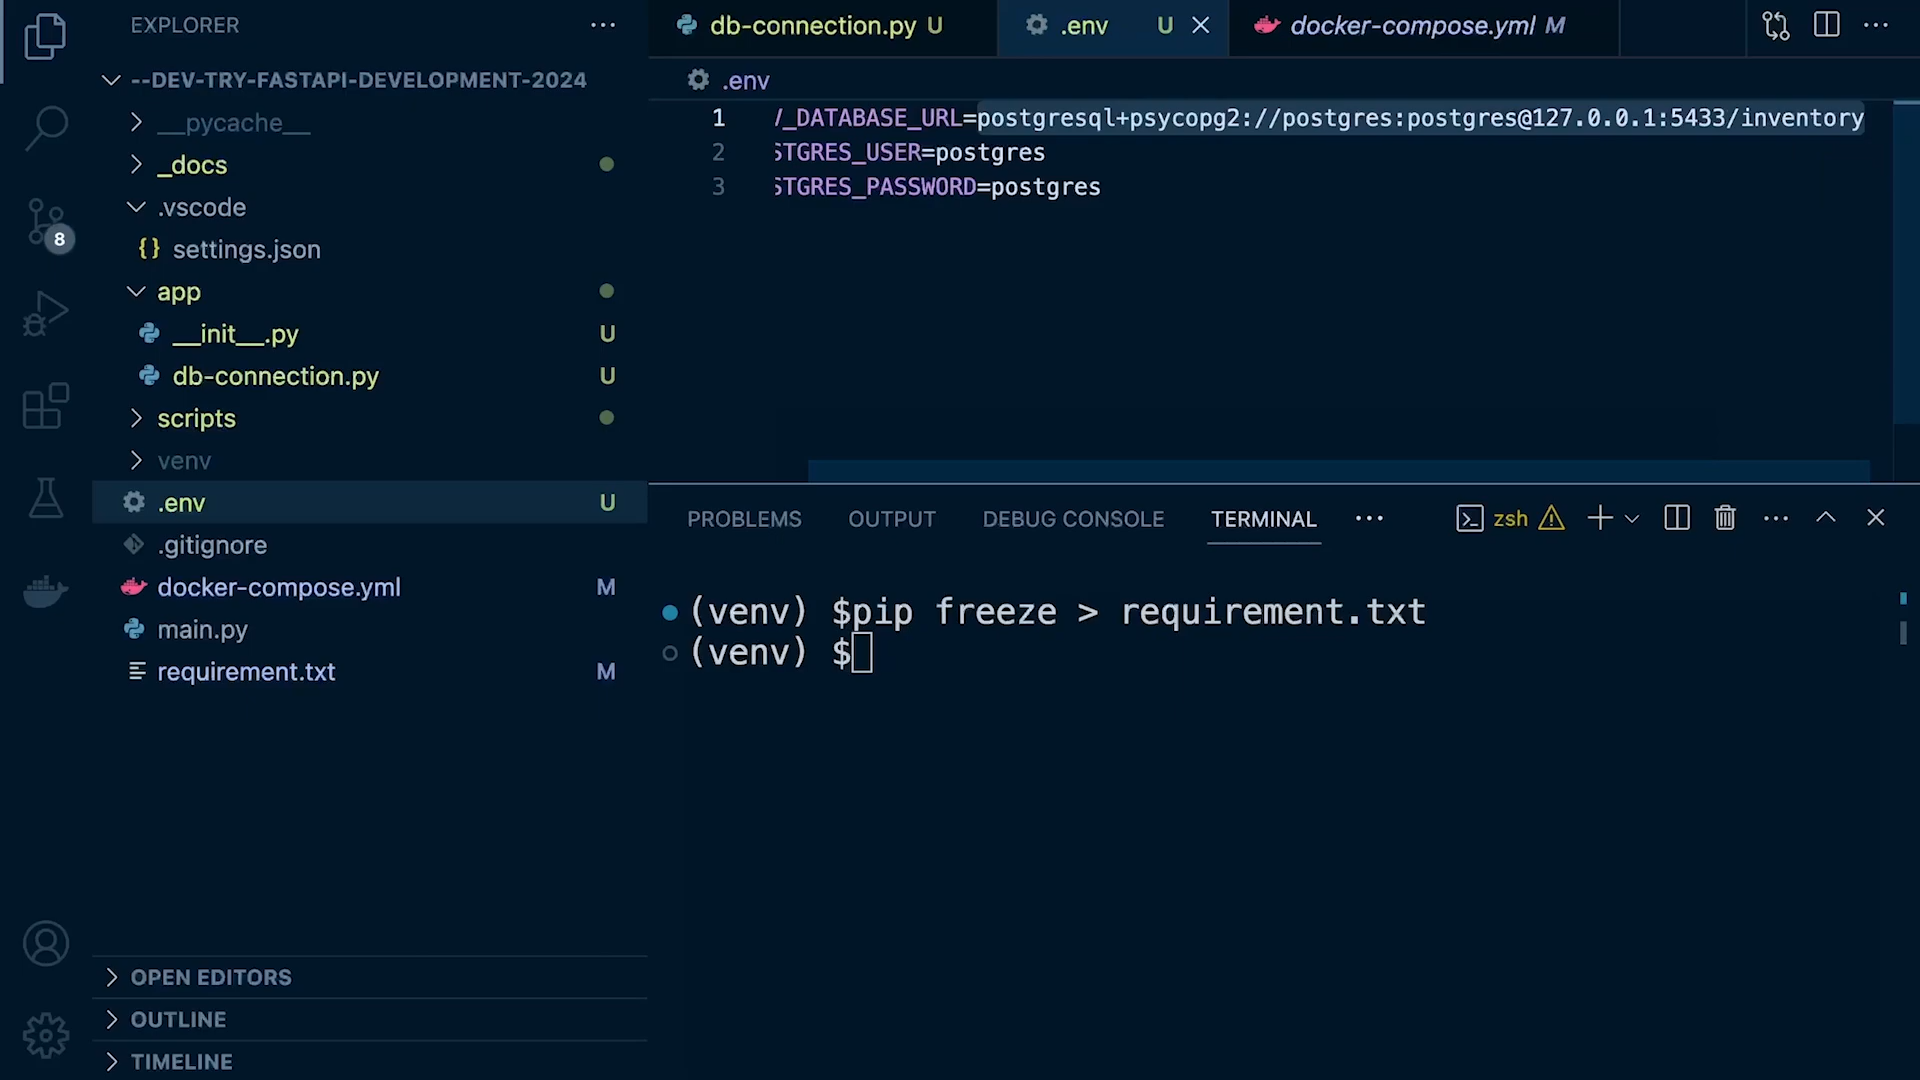 EXPLORER
--DEV-TRY-FASTAPI-DEVELOPMENT-2024
__pycache__
_docs
.vscode
{} settings.json
app
__init__.py U
db-connection.py U
scripts
venv
.env U
.gitignore
docker-compose.yml M
main.py
requirement.txt M
OPEN EDITORS
OUTLINE
TIMELINE
8
db-connection.py U
.env U
docker-compose.yml M
.env
1 /_DATABASE_URL=postgresql+psycopg2://postgres:postgres@127.0.0.1:5433/inventory
2 STGRES_USER=postgres
3 STGRES_PASSWORD=postgres
PROBLEMS OUTPUT DEBUG CONSOLE TERMINAL
zsh
(venv) $pip freeze > requirement.txt
(venv) $